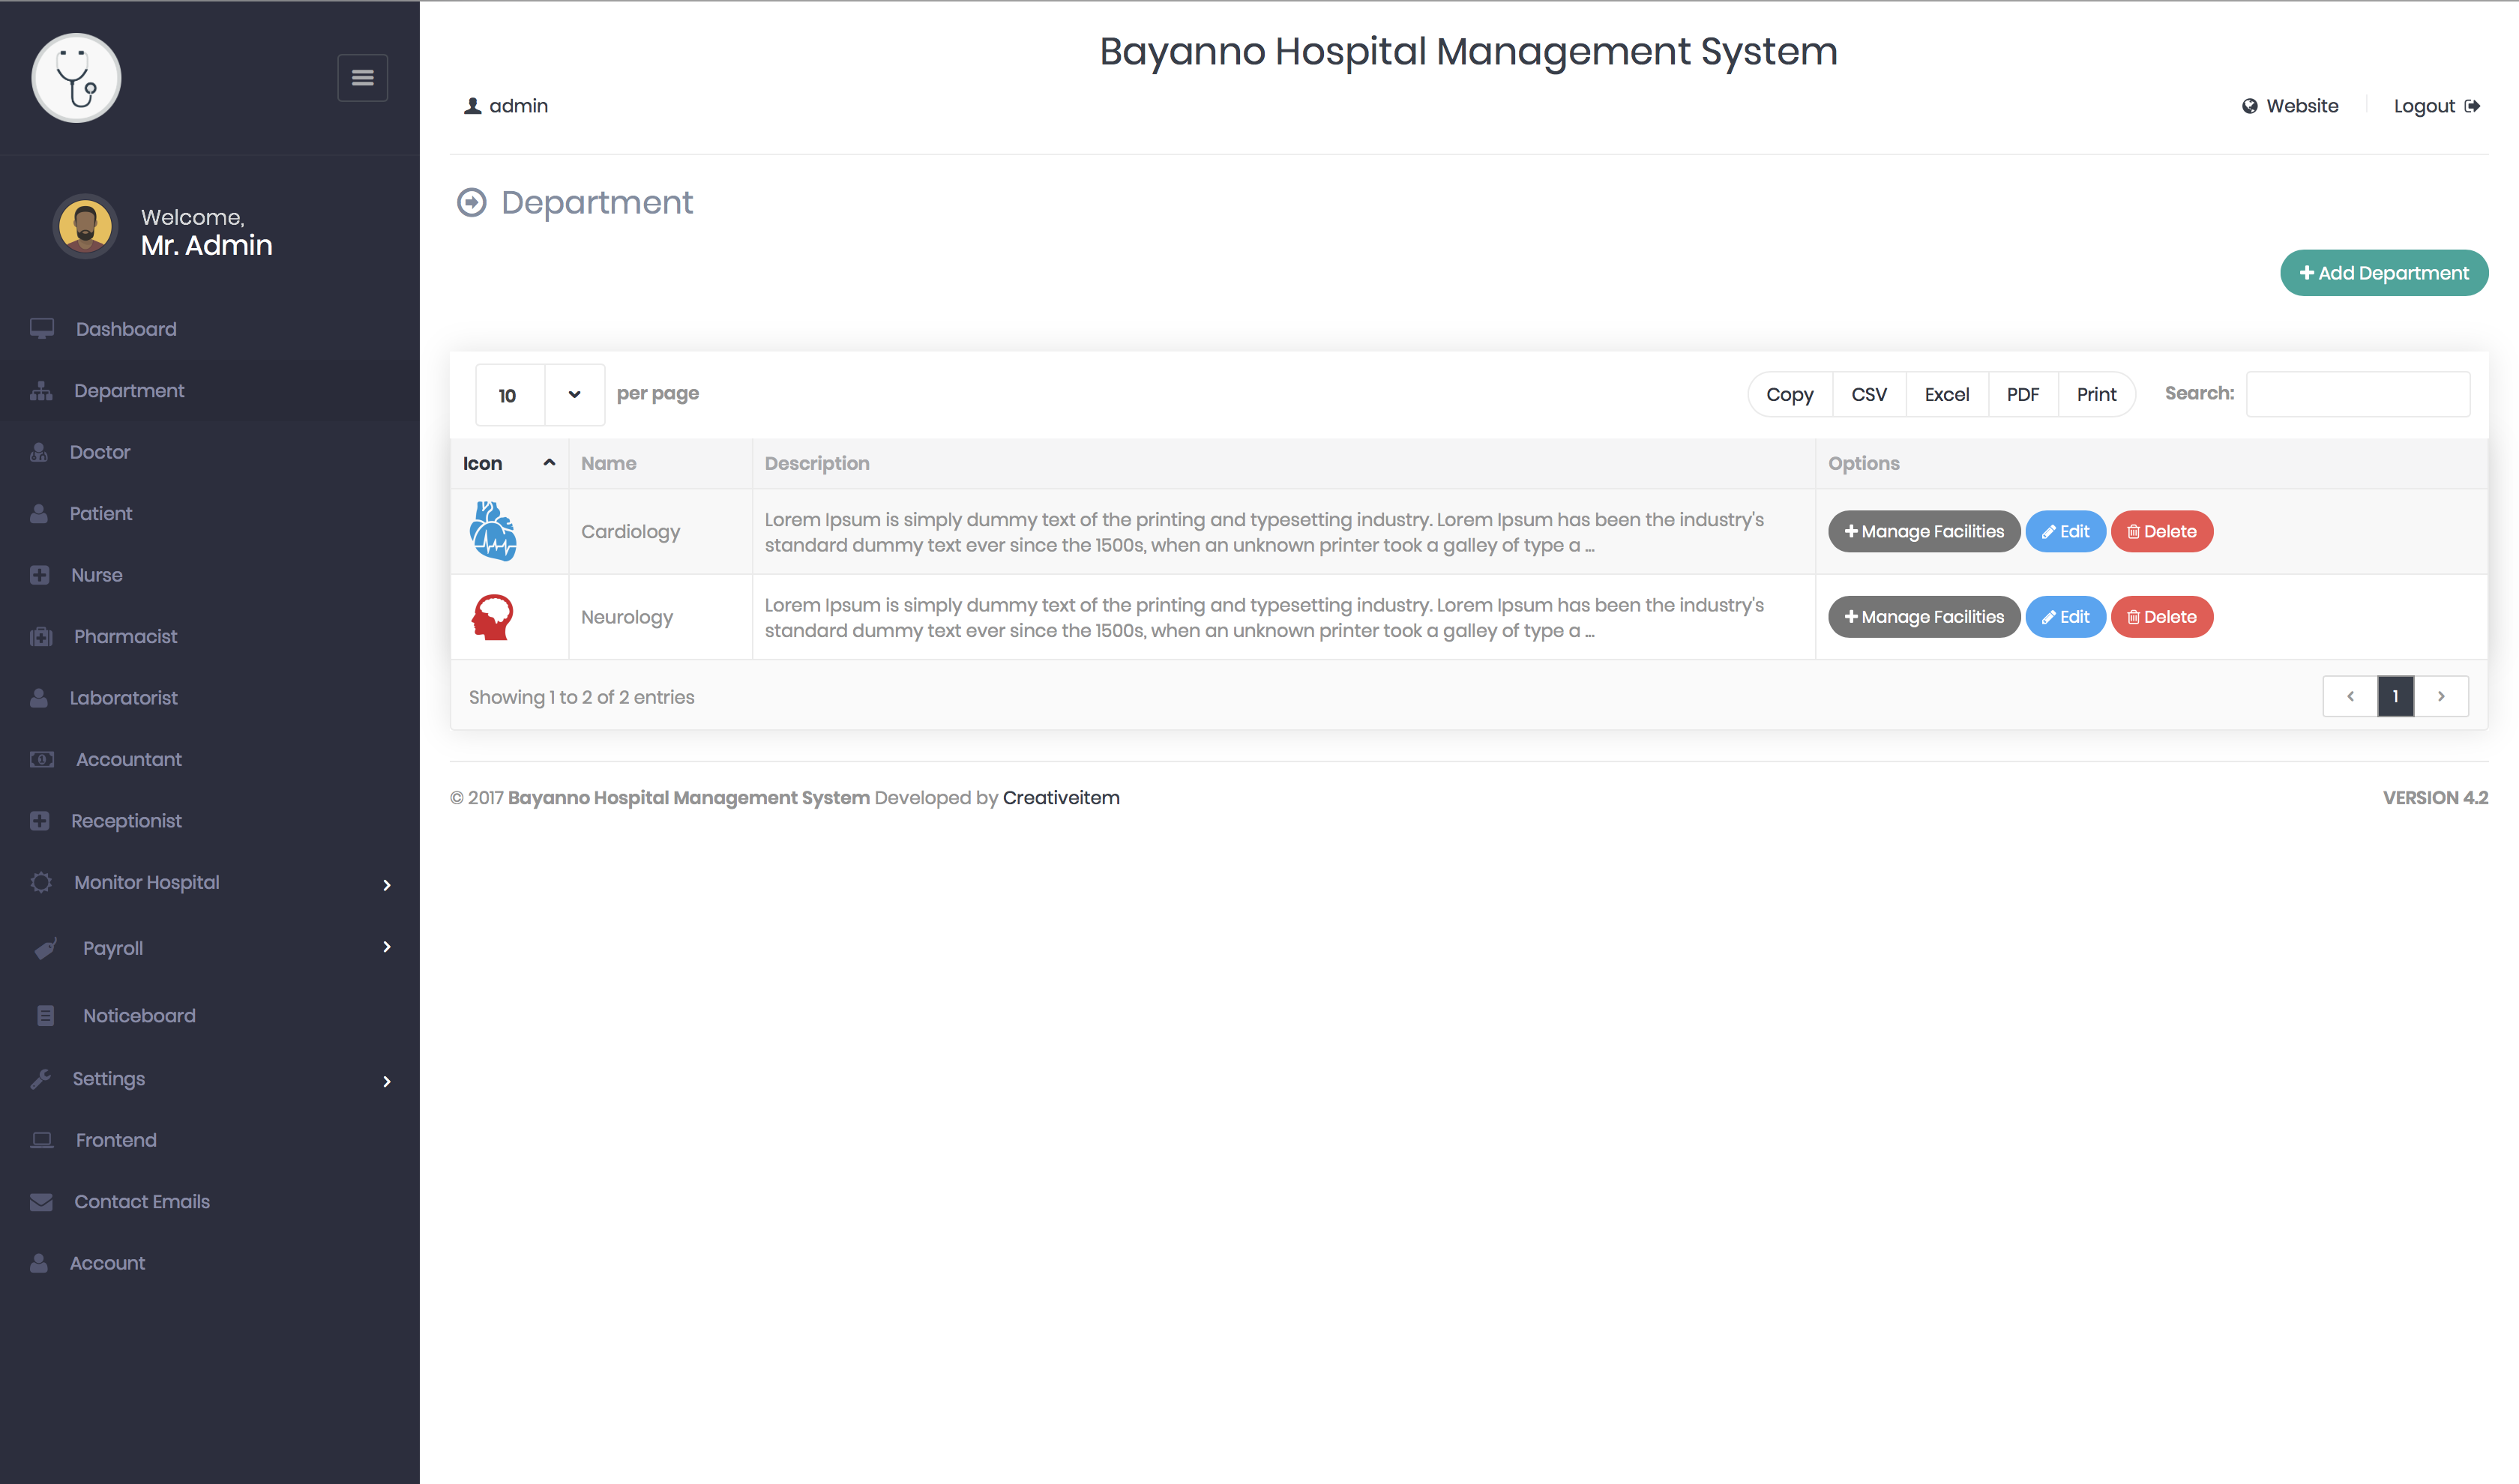 Bayanno Hospital Management System
admin
Website
Logout
Welcome,
Mr. Admin
Dashboard
Department
Doctor
Patient
Nurse
Pharmacist
Laboratorist
Accountant
Receptionist
Monitor Hospital
Payroll
Noticeboard
Settings
Frontend
Contact Emails
Account
Department
Add Department
10
per page
Copy
CSV
Excel
PDF
Print
Search:
Icon
Name
Description
Options
Cardiology
Lorem Ipsum is simply dummy text of the printing and typesetting industry. Lorem Ipsum has been the industry's
standard dummy text ever since the 1500s, when an unknown printer took a galley of type a ...
Manage Facilities
Edit
Delete
Neurology
Lorem Ipsum is simply dummy text of the printing and typesetting industry. Lorem Ipsum has been the industry's
standard dummy text ever since the 1500s, when an unknown printer took a galley of type a ...
Manage Facilities
Edit
Delete
Showing 1 to 2 of 2 entries
1
© 2017 Bayanno Hospital Management System Developed by Creativeitem
VERSION 4.2